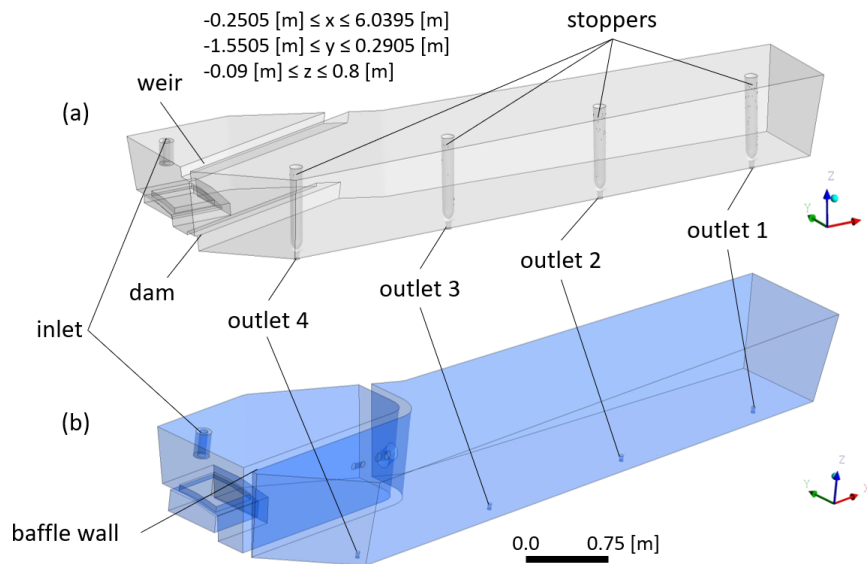 -0.2505 [m] ≤ x ≤ 6.0395 [m]
-1.5505 [m] ≤ y ≤ 0.2905 [m]
-0.09 [m] ≤ z ≤ 0.8 [m]
stoppers
weir
(a)
Z
Y
outlet 1
outlet 2
outlet 3
outlet 4
dam
inlet
(b)
Z
Y
X
baffle wall
0.0
0.75 [m]